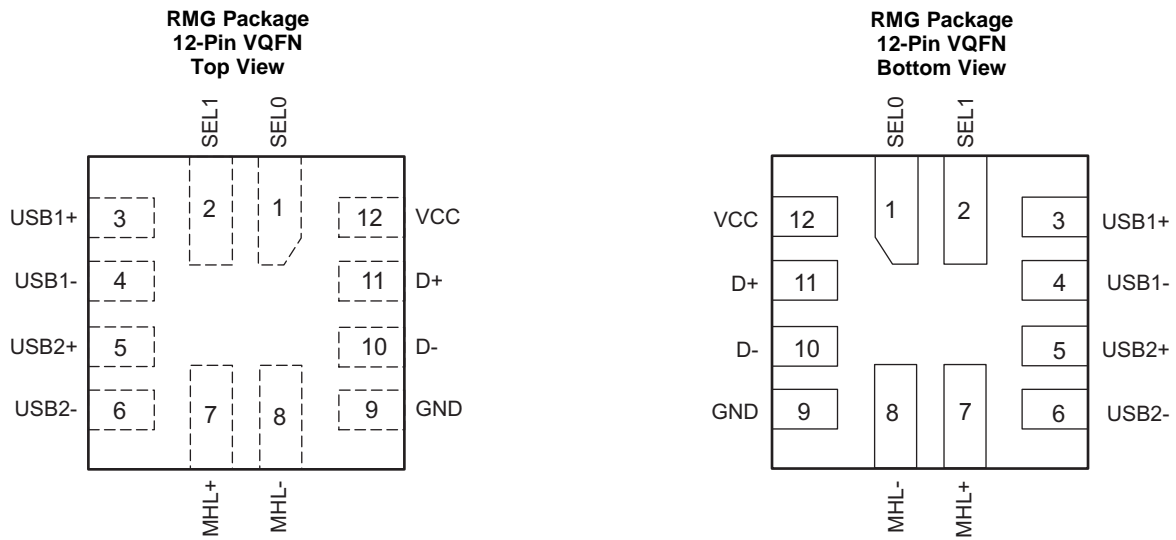 RMG Package
12-Pin VQFN
Top View
SEL1
SEL0
USB1+ 3 2 1 12 VCC
USB1- 4 11 D+
USB2+ 5 10 D-
USB2- 6 7 8 9 GND
MHL+
MHL-
RMG Package
12-Pin VQFN
Bottom View
SEL0
SEL1
VCC 12 1 2 3 USB1+
D+ 11 4 USB1-
D- 10 5 USB2+
GND 9 8 7 6 USB2-
MHL-
MHL+